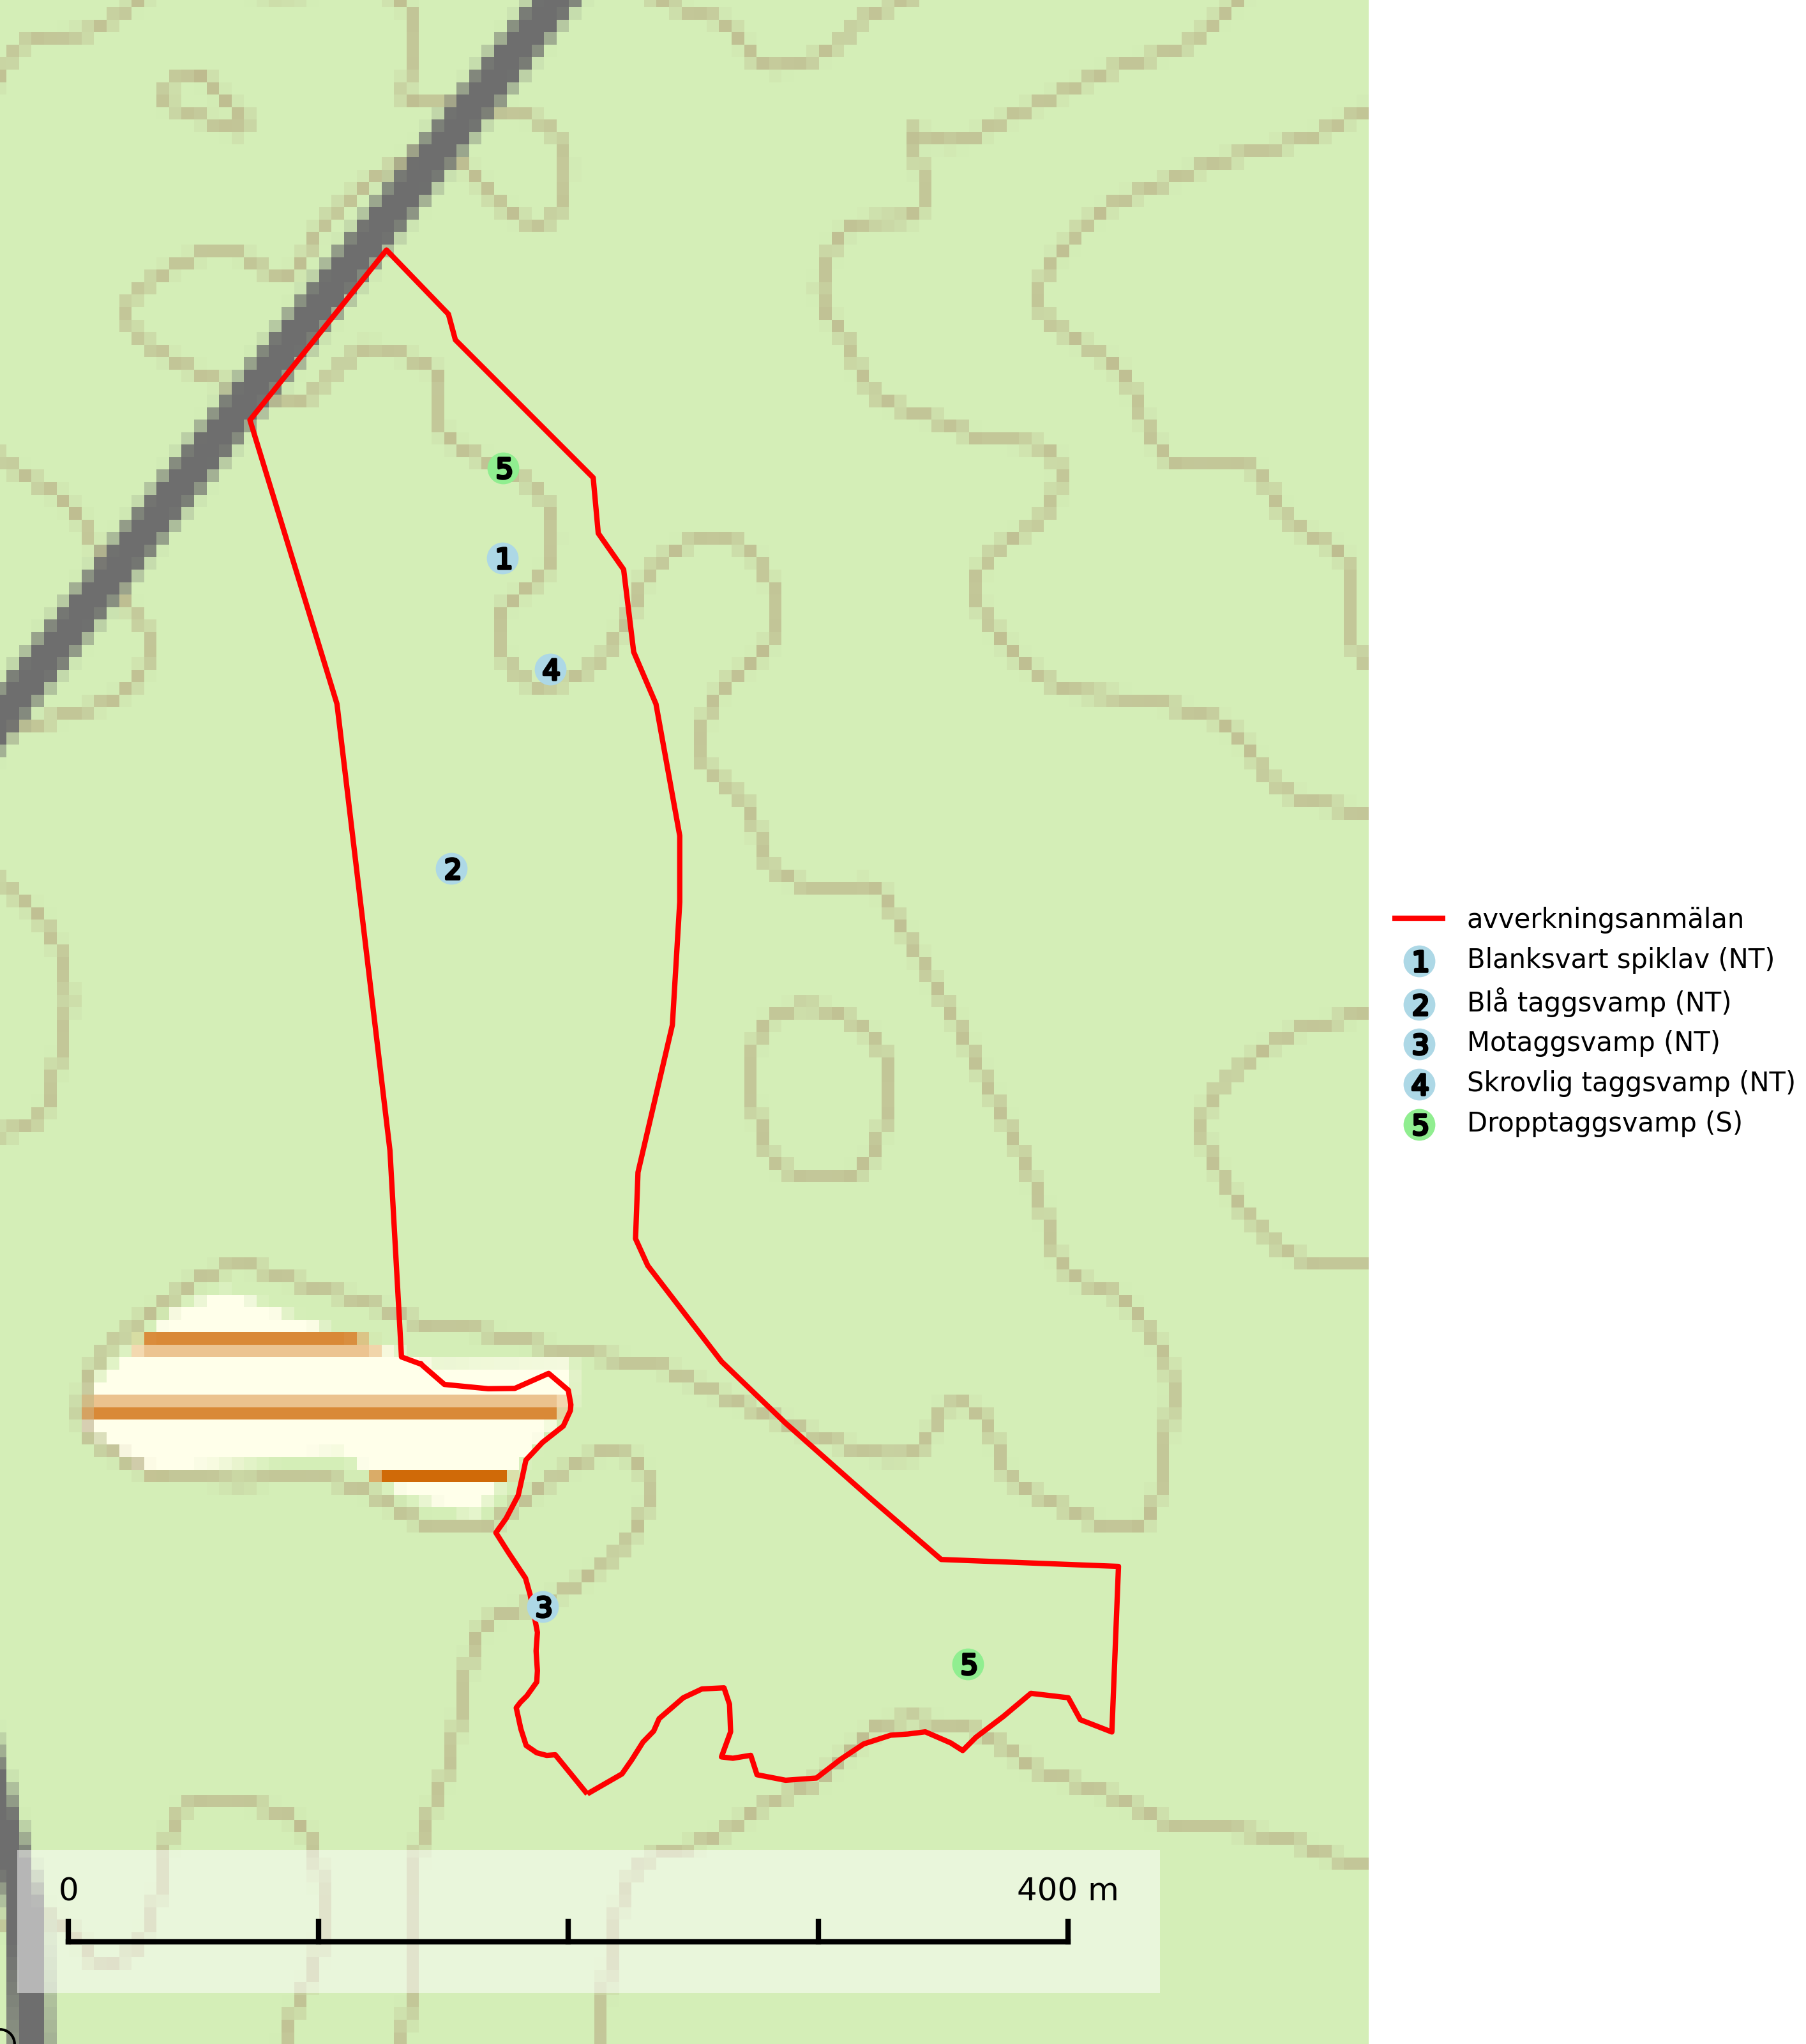 5
1
4
2
avverkningsanmälan
1 Blanksvart spiklav (NT)
2 Blå taggsvamp (NT)
3 Motaggsvamp (NT)
4 Skrovlig taggsvamp (NT)
5 Dropptaggsvamp (S)
3
5
0 400 m